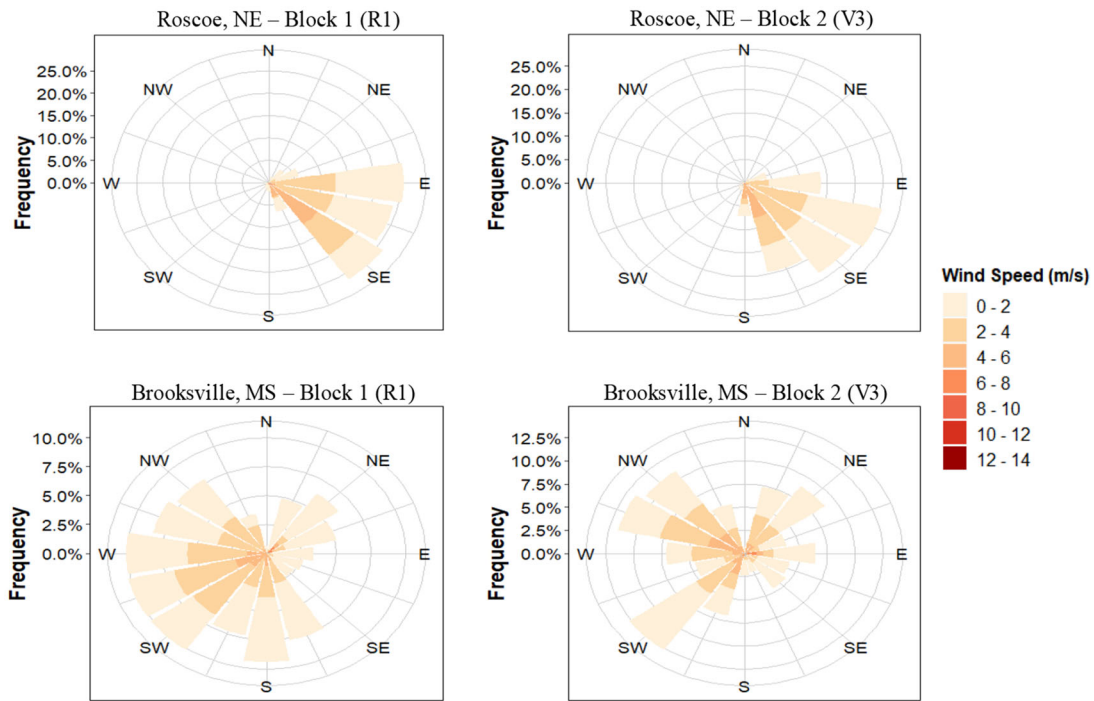 Roscoe, NE – Block 1 (R1)
N
NE
E
SE
S
SW
W
NW
25.0%
20.0%
15.0%
10.0%
5.0%
0.0%
Frequency
Roscoe, NE – Block 2 (V3)
N
NE
E
SE
S
SW
W
NW
25.0%
20.0%
15.0%
10.0%
5.0%
0.0%
Frequency
Wind Speed (m/s)
0 - 2
2 - 4
4 - 6
6 - 8
8 - 10
10 - 12
12 - 14
Brooksville, MS – Block 1 (R1)
N
NE
E
SE
S
SW
W
NW
10.0%
7.5%
5.0%
2.5%
0.0%
Frequency
Brooksville, MS – Block 2 (V3)
N
NE
E
SE
S
SW
W
NW
12.5%
10.0%
7.5%
5.0%
2.5%
0.0%
Frequency